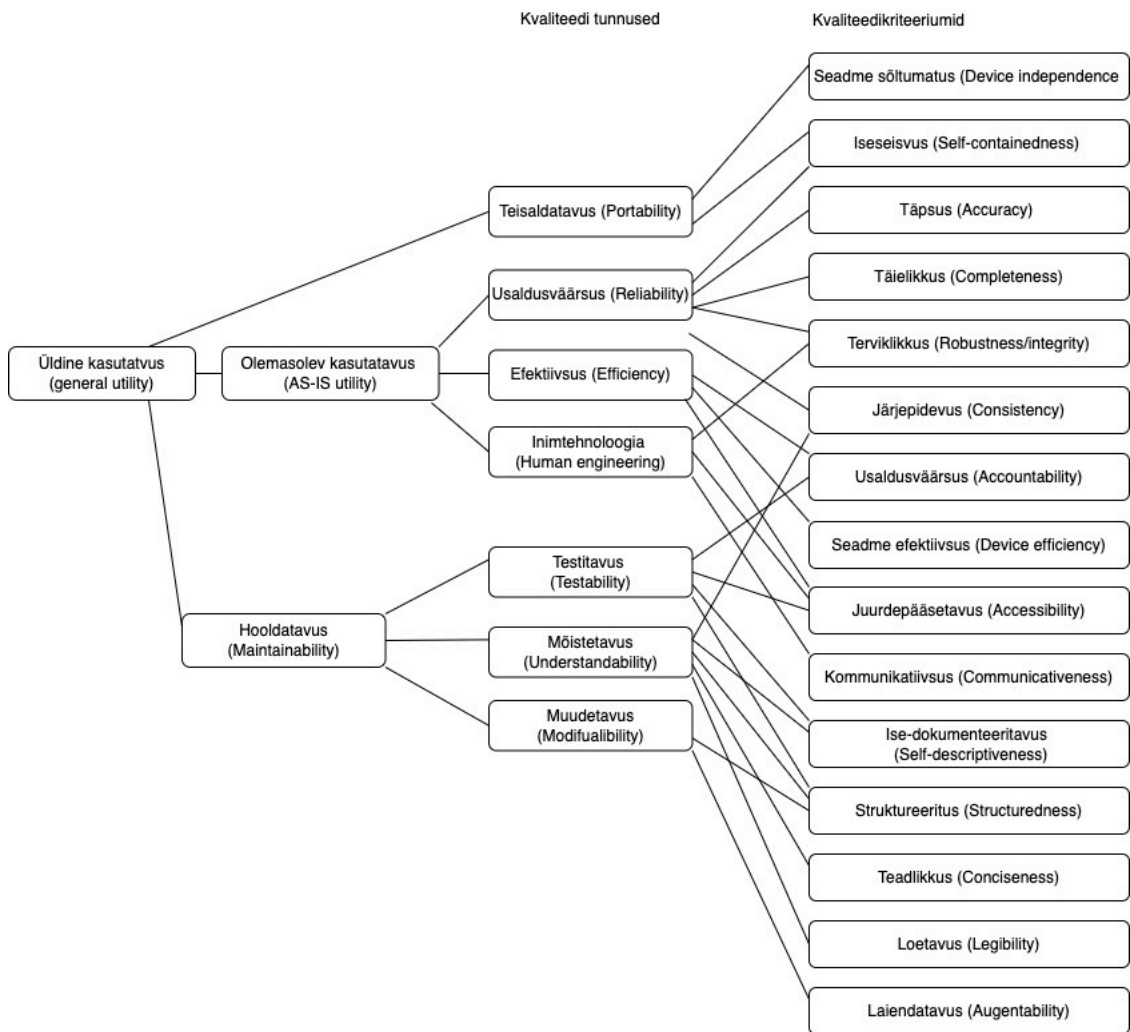 Kvaliteedi tunnused
Kvaliteedikriteeriumid
Üldine kasutatvus
(general utility)
Olemasolev kasutatavus
(AS-IS utility)
Hooldatavus
(Maintainability)
Teisaldatavus (Portability)
Usaldusväärsus (Reliability)
Efektiivsus (Efficiency)
Inimtehnoloogia
(Human engineering)
Testitavus
(Testability)
Mõistetavus
(Understandability)
Muudetavus
(Modifualibility)
Seadme sõltumatus (Device independence
Iseseisvus (Self-containedness)
Täpsus (Accuracy)
Täielikkus (Completeness)
Terviklikkus (Robustness/integrity)
Järjepidevus (Consistency)
Usaldusväärsus (Accountability)
Seadme efektiivsus (Device efficiency)
Juurdepääsetavus (Accessibility)
Kommunikatiivsus (Communicativeness)
Ise-dokumenteeritavus
(Self-descriptiveness)
Struktureeritus (Structuredness)
Teadlikkus (Conciseness)
Loetavus (Legibility)
Laiendatavus (Augentability)